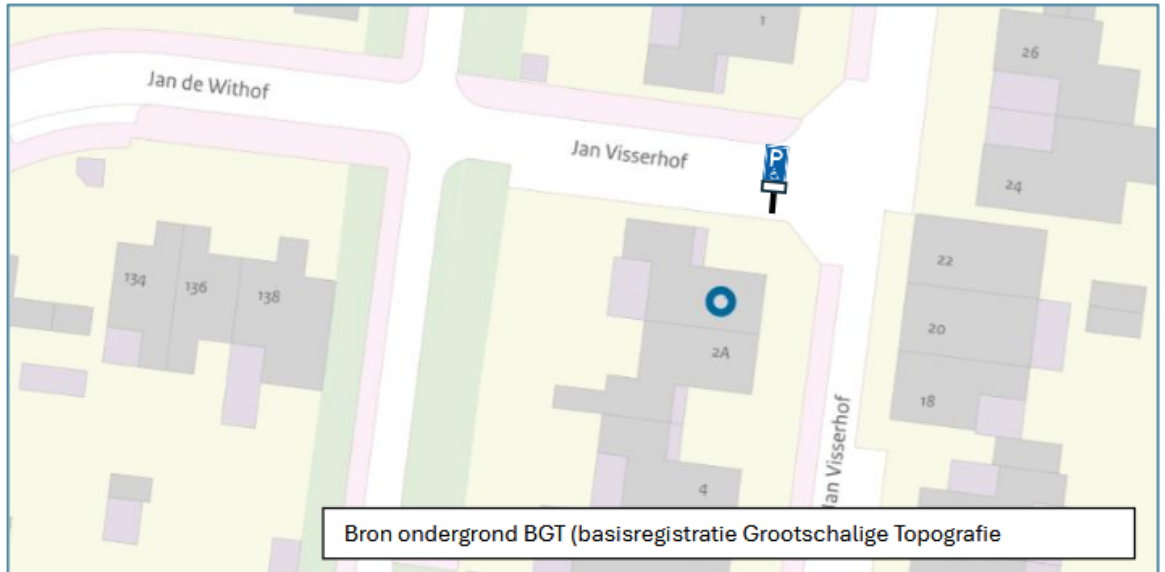 1
26
Jan de Withof
Jan Visserhof
P
24
134
136
138
22
20
2A
18
Jan Visserhof
4
Bron ondergrond BGT (basisregistratie Grootschalige Topografie